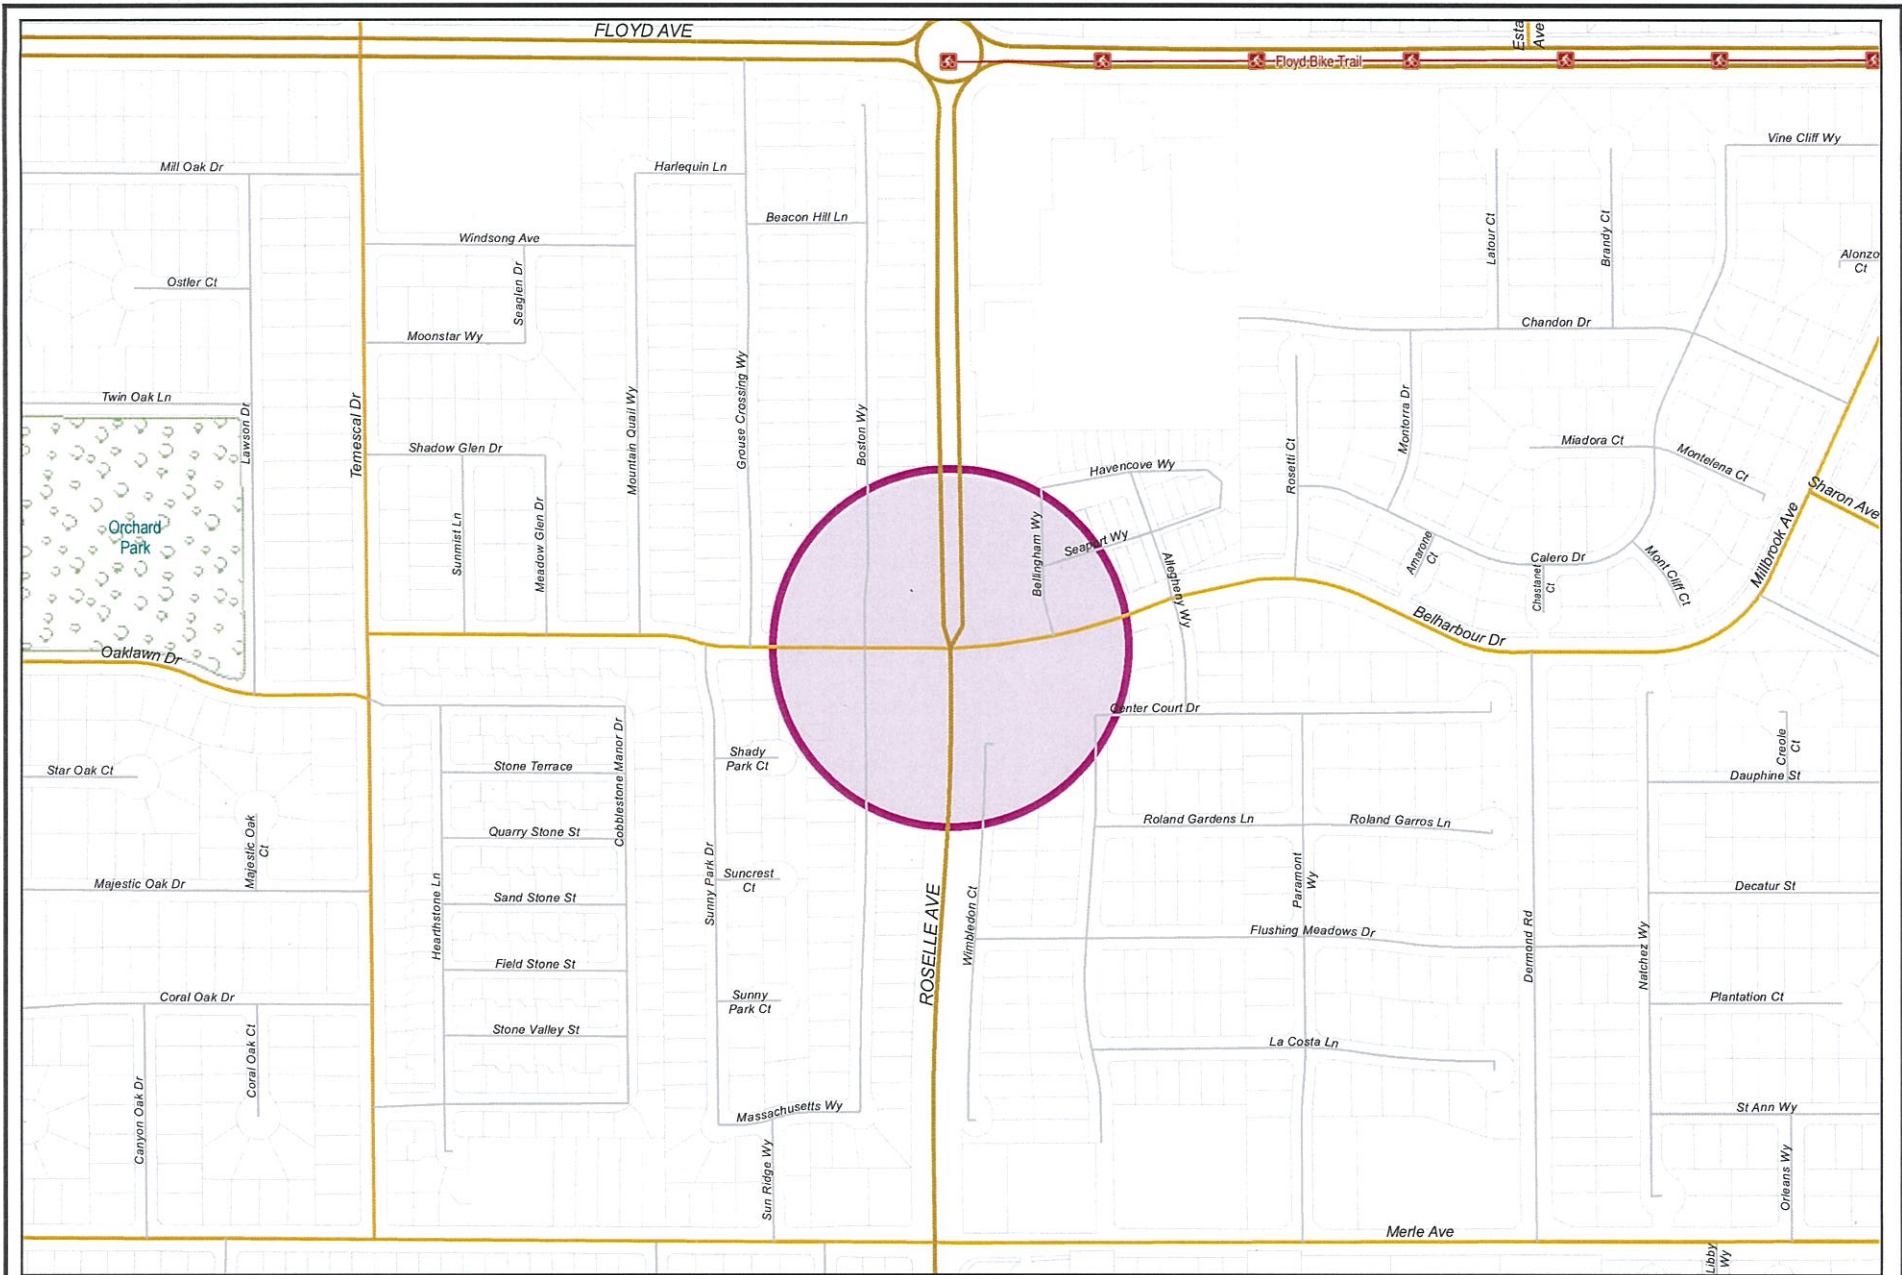 FLOYD AVE
Esta
Ave
Floyd Bike Trail
Mill Oak Dr
Harlequin Ln
Vine Cliff Wy
Beacon Hill Ln
Windsong Ave
Latour Ct
Brandy Ct
Alonzo
Ct
Ostler Ct
Seaglen Dr
Moonstar Wy
Chandon Dr
Twin Oak Ln
Lawson Dr
Temescal Dr
Mountain Quail Wy
Grouse Crossing Wy
Boston Wy
Montorra Dr
Shadow Glen Dr
Havencove Wy
Rosetti Ct
Miadora Ct
Montelena Ct
Sharon Ave
Orchard
Park
Sunmist Ln
Meadow Glen Dr
Bellingham Wy
Seaport Wy
Allegheny Wy
Amarone
Ct
Calero Dr
Chastanet
Ct
Mont Cliff Ct
Millbrook Ave
Belharbour Dr
Oaklawn Dr
Center Court Dr
Star Oak Ct
Stone Terrace
Cobblestone Manor Dr
Shady
Park Ct
Creole
Ct
Dauphine St
Majestic Oak
Ct
Quarry Stone St
Roland Gardens Ln
Roland Garros Ln
Majestic Oak Dr
Hearthstone Ln
Sand Stone St
Sunny Park Dr
Suncrest
Ct
ROSELLE AVE
Wimbledon Ct
Paramont
Wy
Decatur St
Flushing Meadows Dr
Dermond Rd
Natchez Wy
Field Stone St
Coral Oak Dr
Sunny
Park Ct
Plantation Ct
Coral Oak Ct
Stone Valley St
La Costa Ln
Canyon Oak Dr
Massachusetts Wy
St Ann Wy
Sun Ridge Wy
Orleans Wy
Merle Ave
Libby
Wy